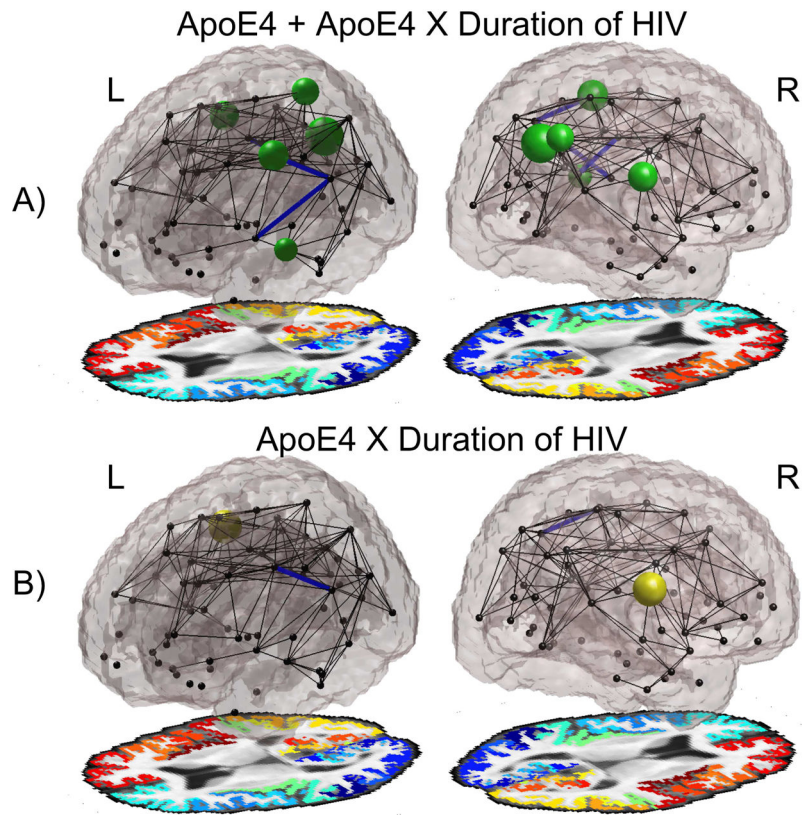 ApoE4 + ApoE4 X Duration of HIV
L
R
A)
ApoE4 X Duration of HIV
L
R
B)